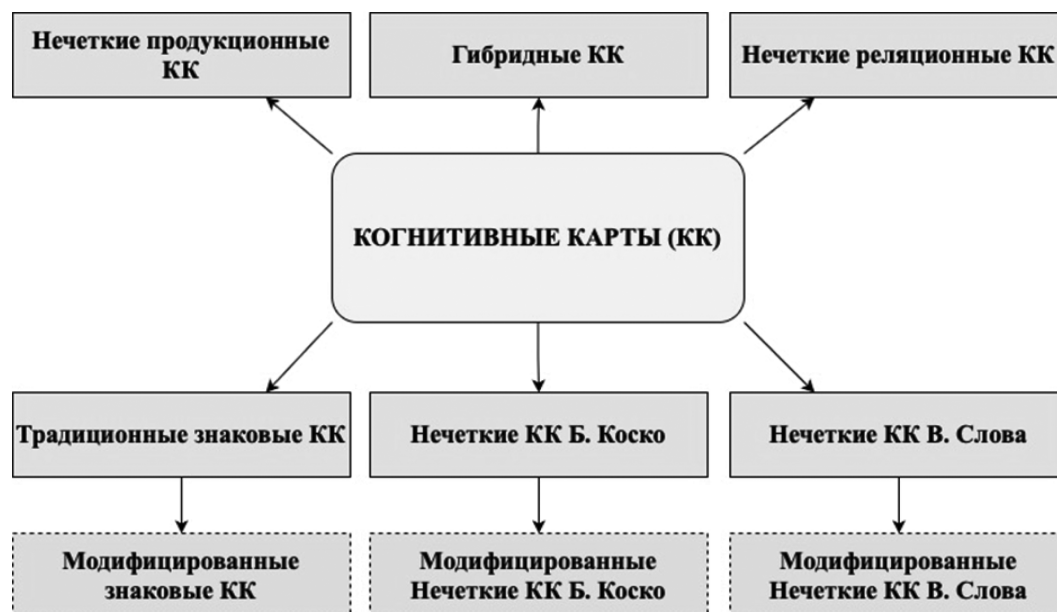 Нечеткие продукционные
КК
Гибридные КК
Нечеткие реляционные КК
КОГНИТИВНЫЕ КАРТЫ (КК)
Традиционные знаковые КК
Нечеткие КК Б. Коско
Нечеткие КК В. Слова
Модифицированные
знаковые КК
Модифицированные
Нечеткие КК Б. Коско
Модифицированные
Нечеткие КК В. Слова